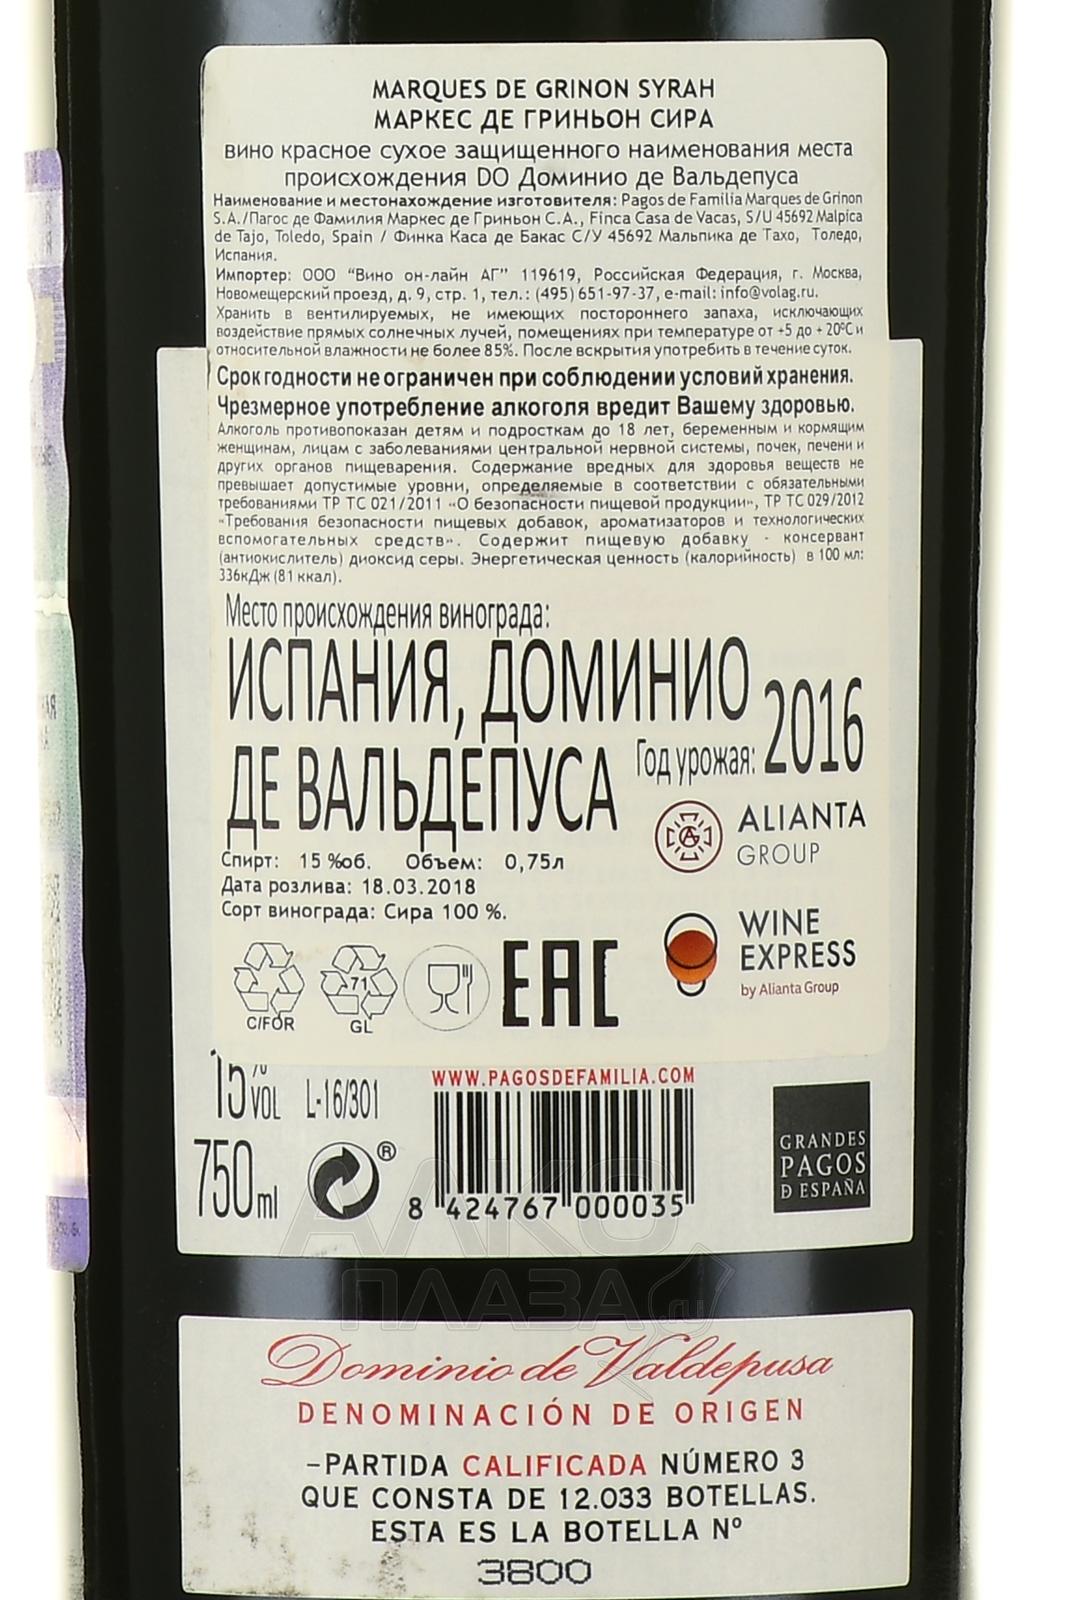 MARQUES DE GRINON SYRAH
МАРКЕС ДЕ ГРИНЬОН СИРА
вино красное сухое защищенного наименования места
происхождения DO Доминио де Вальдепуса
Наименование и местонахождение изготовителя: Pagos de Familia Marques de Grinon
S.A./Пагос де Фамилия Маркес де Гриньон С.А., Finca Casa de Vacas, S/U 45692 Malpica
de Tajo, Toledo, Spain / Финка Каса де Бакас С/У 45692 Мальпика де Тахо, Толедо,
Испания.
Импортер: ООО "Вино он-лайн АГ" 119619, Российская Федерация, г. Москва,
Новомещерский проезд, д. 9, стр. 1, тел.: (495) 651-97-37, e-mail: info@volag.ru.
Хранить в вентилируемых, не имеющих постороннего запаха, исключающих
воздействие прямых солнечных лучей, помещениях при температуре от +5 до + 20°С и
относительной влажности не более 85%. После вскрытия употребить в течение суток.
Срок годности не ограничен при соблюдении условий хранения.
Чрезмерное употребление алкоголя вредит Вашему здоровью.
Алкоголь противопоказан детям и подросткам до 18 лет, беременным и кормящим
женщинам, лицам с заболеваниями центральной нервной системы, почек, печени и
других органов пищеварения. Содержание вредных для здоровья веществ не
превышает допустимые уровни, определяемые в соответствии с обязательными
требованиями ТР ТС 021/2011 «О безопасности пищевой продукции», ТР ТС 029/2012
«Требования безопасности пищевых добавок, ароматизаторов и технологических
вспомогательных средств». Содержит пищевую добавку - консервант
(антиокислитель) диоксид серы. Энергетическая ценность (калорийность) в 100 мл:
336кДж (81 ккал).
Место происхождения винограда:
ИСПАНИЯ, ДОМИНИО
ДЕ ВАЛЬДЕПУСА
Год урожая: 2016
ALIANTA
GROUP
Спирт: 15 %об. Объем: 0,75л
Дата розлива: 18.03.2018
Сорт винограда: Сира 100 %.
WINE
EXPRESS
by Alianta Group
C/FOR
71
GL
EAC
15 % VOL L-16/301
WWW.PAGOSDEFAMILIA.COM
750ml
8 424767 000035
GRANDES
PAGOS
D ESPAÑA
АЛКО
ПЛАЗА
.ru
Dominio de Valdepusa
DENOMINACIÓN DE ORIGEN
–PARTIDA CALIFICADA NÚMERO 3
QUE CONSTA DE 12.033 BOTELLAS.
ESTA ES LA BOTELLA Nº
3800